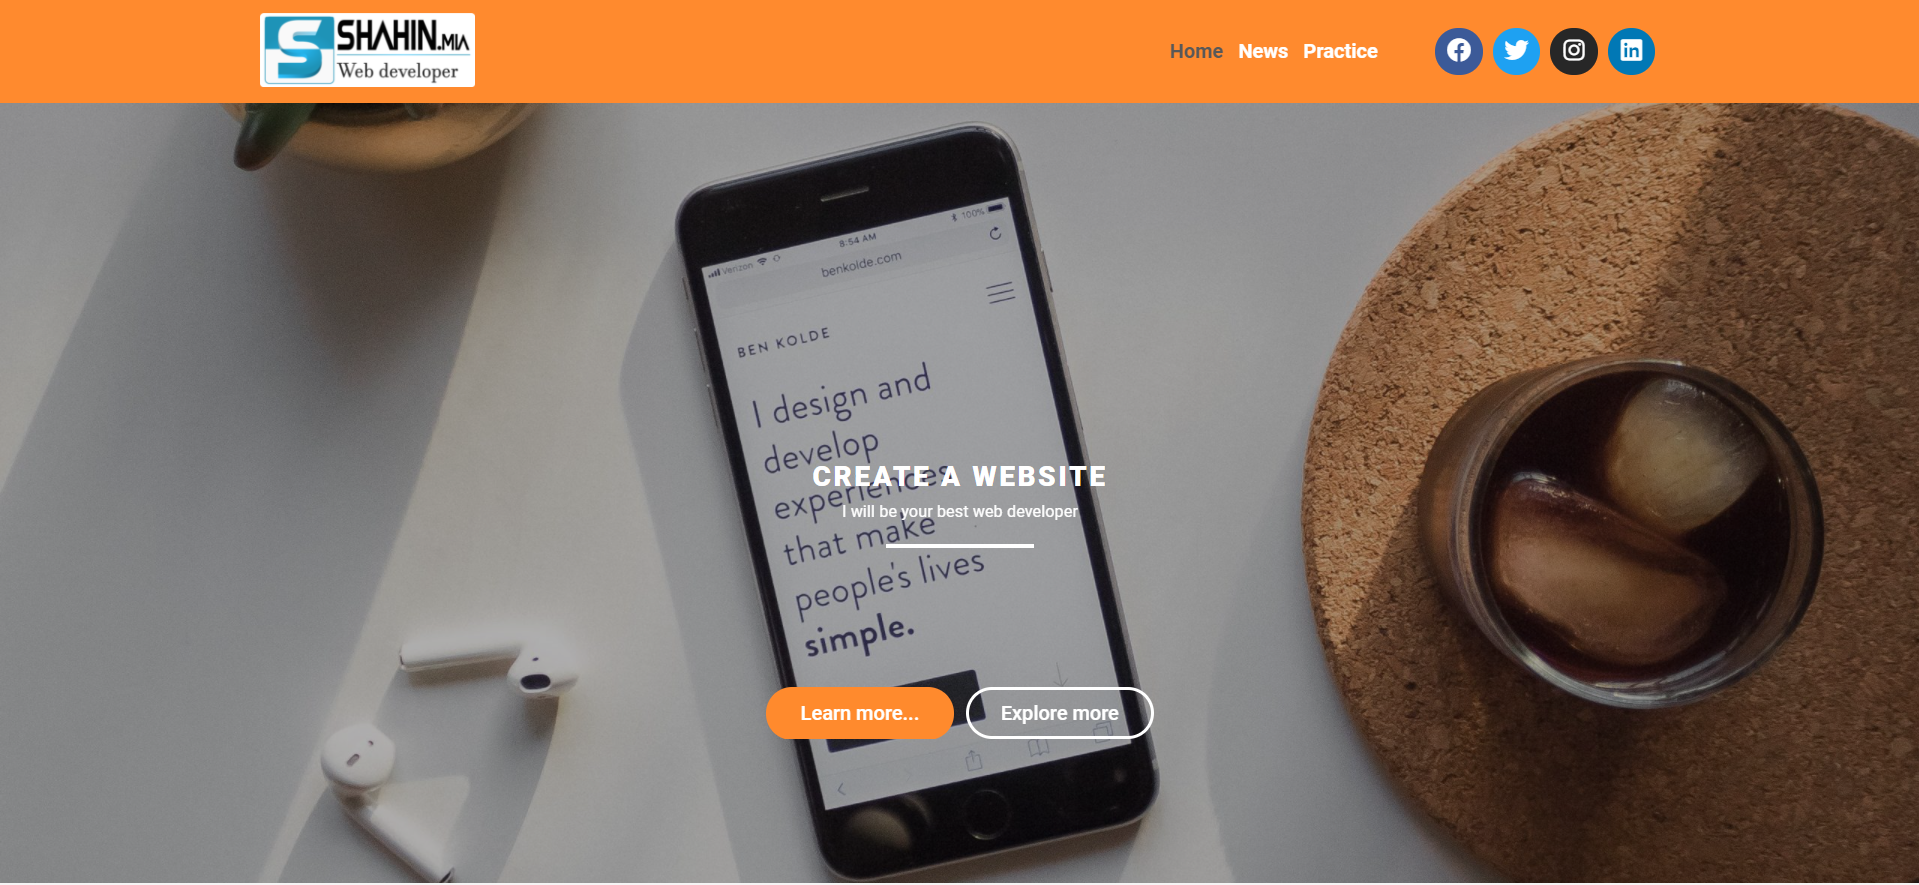 SHAHIN.MIA
Web developer
Home News Practice
Verizon 8:54 AM 100%
benkolde.com
BEN KOLDE
I design and
develop
experiences
that make
people's lives
simple.
CREATE A WEBSITE
I will be your best web developer
Learn more...
Explore more